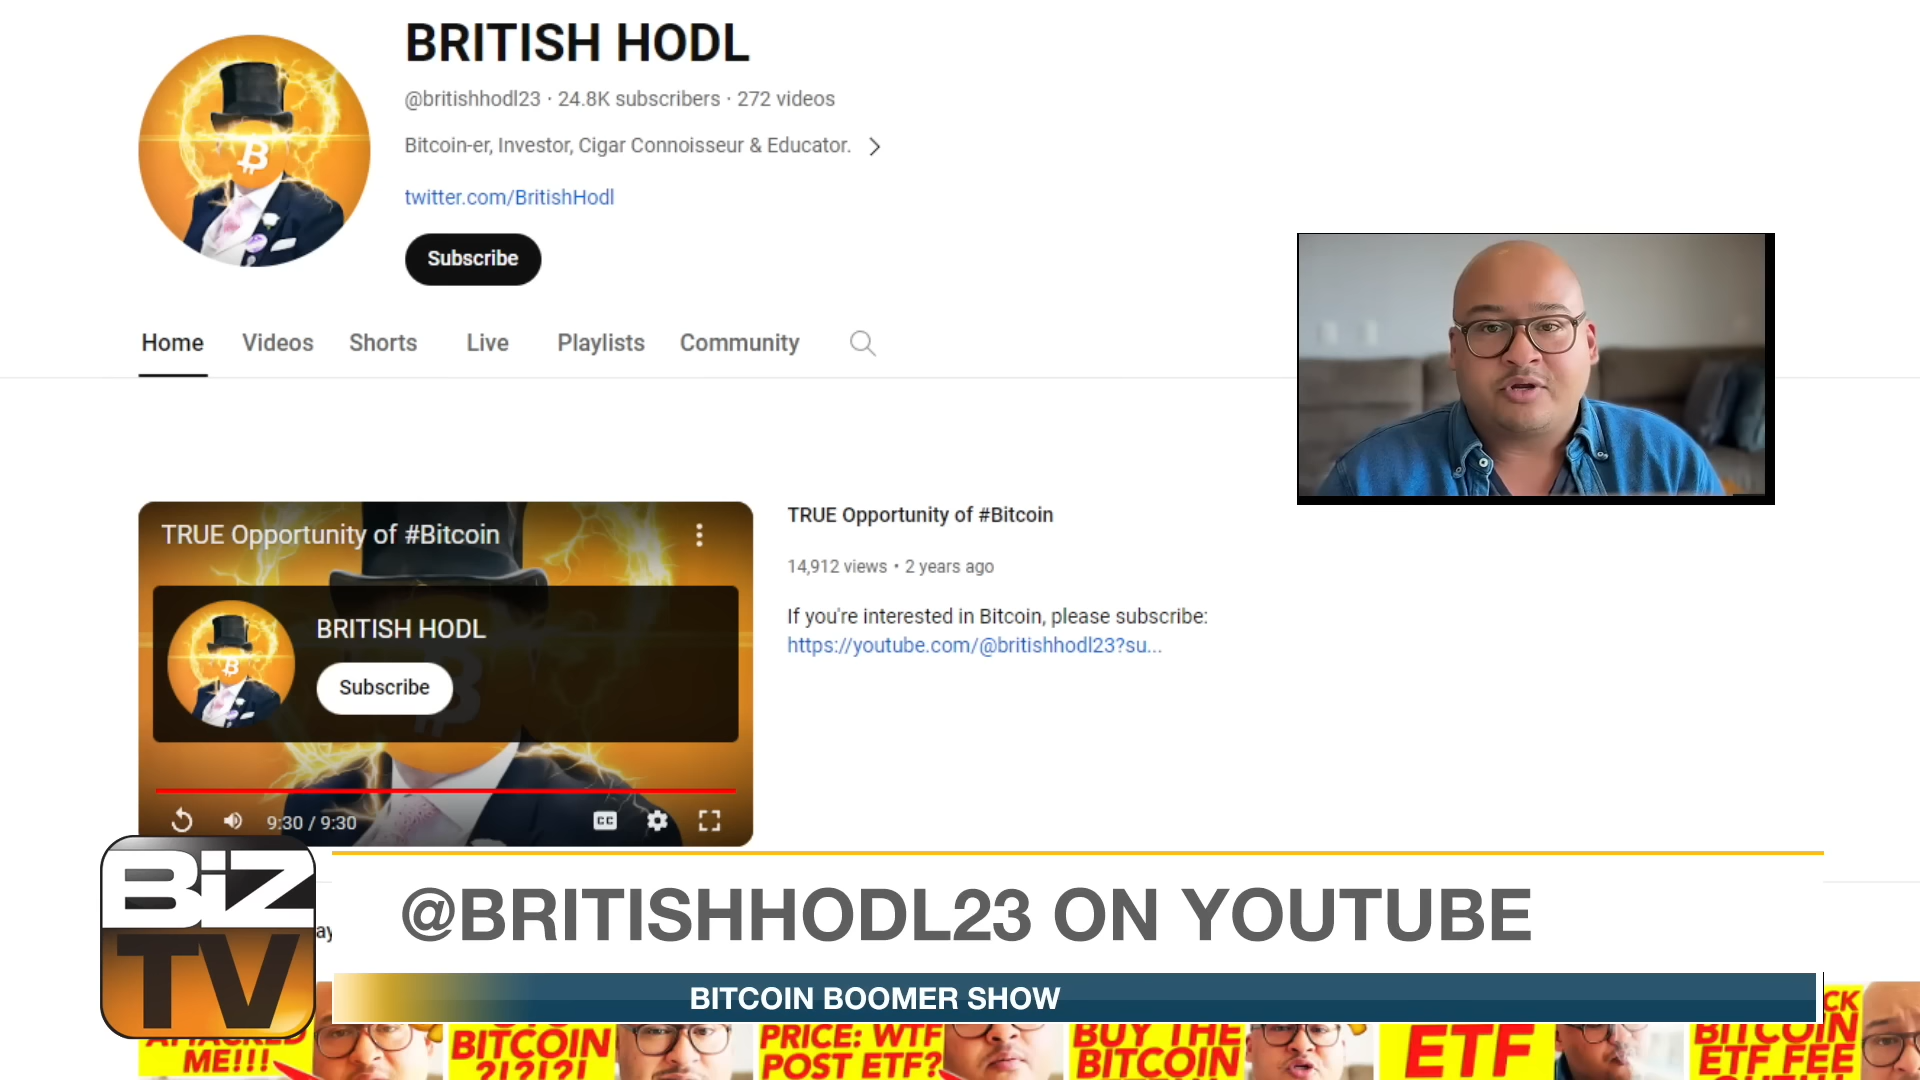 BRITISH HODL
@britishhodl23 · 24.8K subscribers · 272 videos
Bitcoin-er, Investor, Cigar Connoisseur & Educator.
twitter.com/BritishHodl
Subscribe
Home Videos Shorts Live Playlists Community
TRUE Opportunity of #Bitcoin
BRITISH HODL
Subscribe
9:30 / 9:30
CC
TRUE Opportunity of #Bitcoin
14,912 views • 2 years ago
If you're interested in Bitcoin, please subscribe:
https://youtube.com/@britishhodl23?su...
BiZ
TV
@BRITISHHODL23 ON YOUTUBE
BITCOIN BOOMER SHOW
ME!!!
BITCOIN
?!?!?!
PRICE: WTF
POST ETF?
BUY THE
BITCOIN
ETF
BITCOIN
ETF FEE